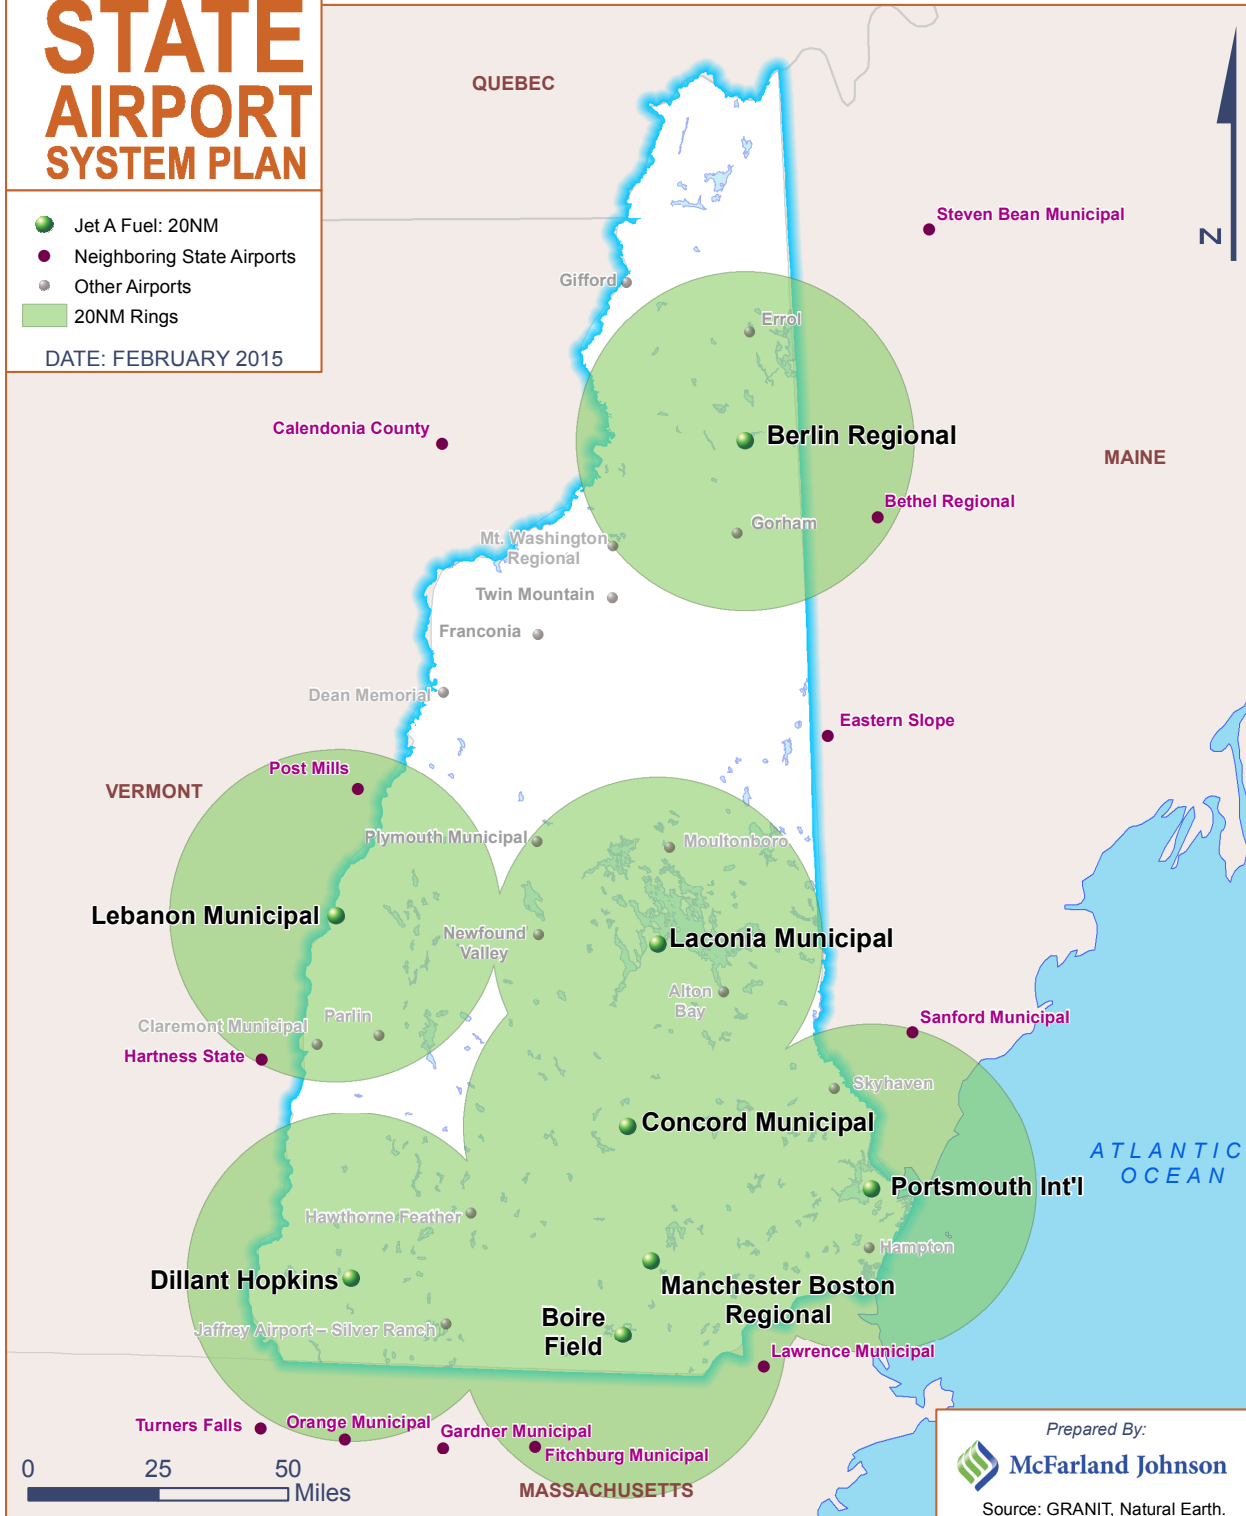 STATE
AIRPORT
SYSTEM PLAN
Jet A Fuel: 20NM
Neighboring State Airports
Other Airports
20NM Rings
DATE: FEBRUARY 2015
QUEBEC
Steven Bean Municipal
N
Gifford
Errol
Calendonia County
Berlin Regional
MAINE
Bethel Regional
Gorham
Mt. Washington
Regional
Twin Mountain
Franconia
Dean Memorial
Eastern Slope
Post Mills
VERMONT
Plymouth Municipal
Moultonboro
Lebanon Municipal
Newfound
Valley
Laconia Municipal
Alton
Bay
Parlin
Claremont Municipal
Sanford Municipal
Hartness State
Skyhaven
Concord Municipal
ATLANTIC
OCEAN
Portsmouth Int'l
Hawthorne Feather
Hampton
Dillant Hopkins
Manchester Boston
Regional
Boire
Field
Jaffrey Airport – Silver Ranch
Lawrence Municipal
Turners Falls
Orange Municipal
Gardner Municipal
Fitchburg Municipal
MASSACHUSETTS
0 25 50
Miles
Prepared By:
McFarland Johnson
Source: GRANIT, Natural Earth.